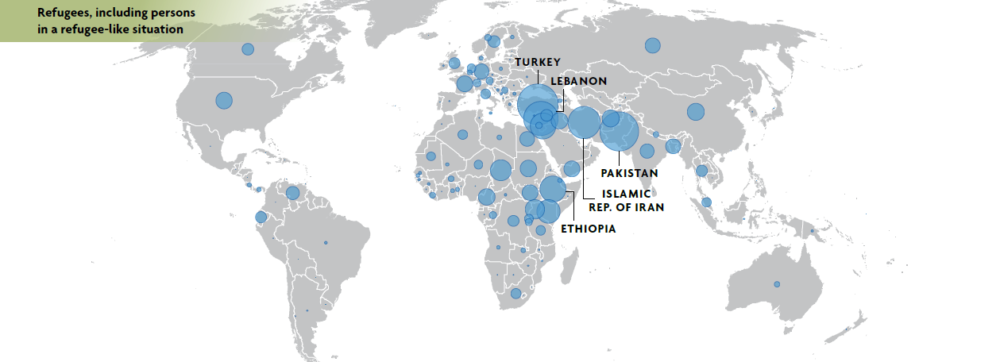 Refugees, including persons
in a refugee-like situation
TURKEY
LEBANON
PAKISTAN
ISLAMIC
REP. OF IRAN
ETHIOPIA